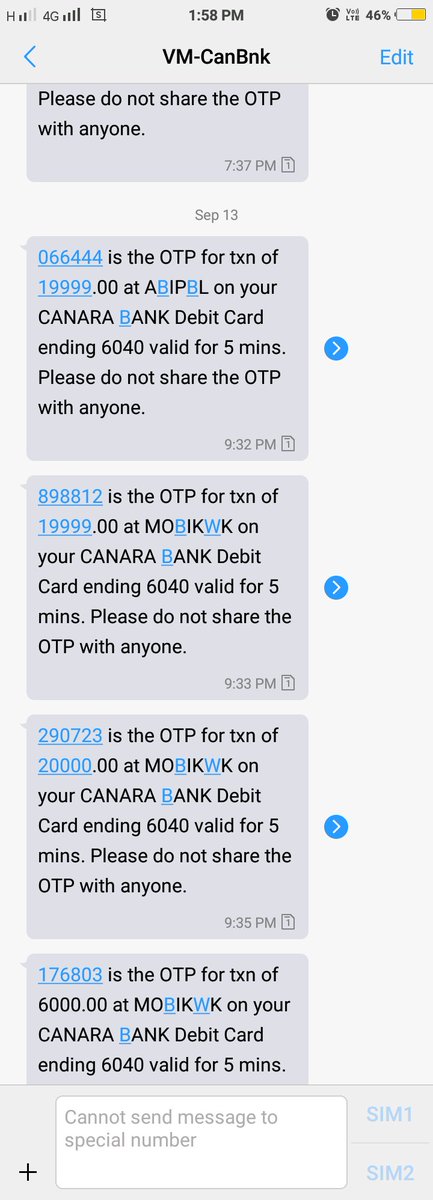 H 4G S 1:58 PM VoLTE 46%
VM-CanBnk Edit
Please do not share the OTP
with anyone.
7:37 PM 1
Sep 13
066444 is the OTP for txn of
19999.00 at ABIPBL on your
CANARA BANK Debit Card
ending 6040 valid for 5 mins.
Please do not share the OTP
with anyone.
9:32 PM 1
898812 is the OTP for txn of
19999.00 at MOBIKWK on
your CANARA BANK Debit
Card ending 6040 valid for 5
mins. Please do not share the
OTP with anyone.
9:33 PM 1
290723 is the OTP for txn of
20000.00 at MOBIKWK on
your CANARA BANK Debit
Card ending 6040 valid for 5
mins. Please do not share the
OTP with anyone.
9:35 PM 1
176803 is the OTP for txn of
6000.00 at MOBIKWK on your
CANARA BANK Debit Card
ending 6040 valid for 5 mins.
Cannot send message to
special number
SIM1
SIM2